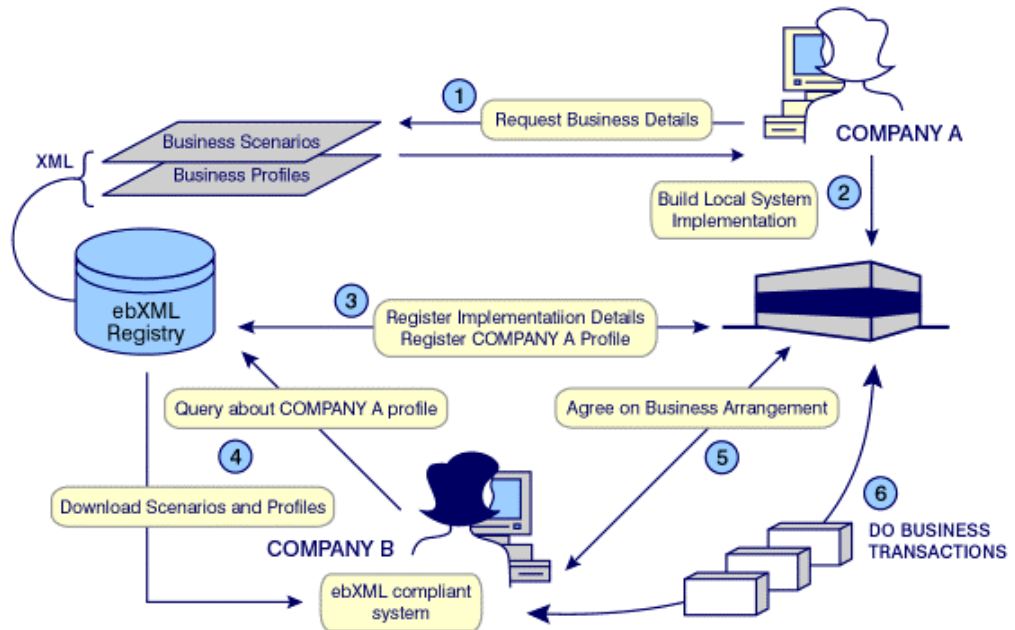 1
Request Business Details
COMPANY A
XML
Business Scenarios
Business Profiles
Build Local System
Implementation
2
ebXML
Registry
3
Register Implementatiion Details
Register COMPANY A Profile
Query about COMPANY A profile
Agree on Business Arrangement
4
5
Download Scenarios and Profiles
6
DO BUSINESS
TRANSACTIONS
COMPANY B
ebXML compliant
system